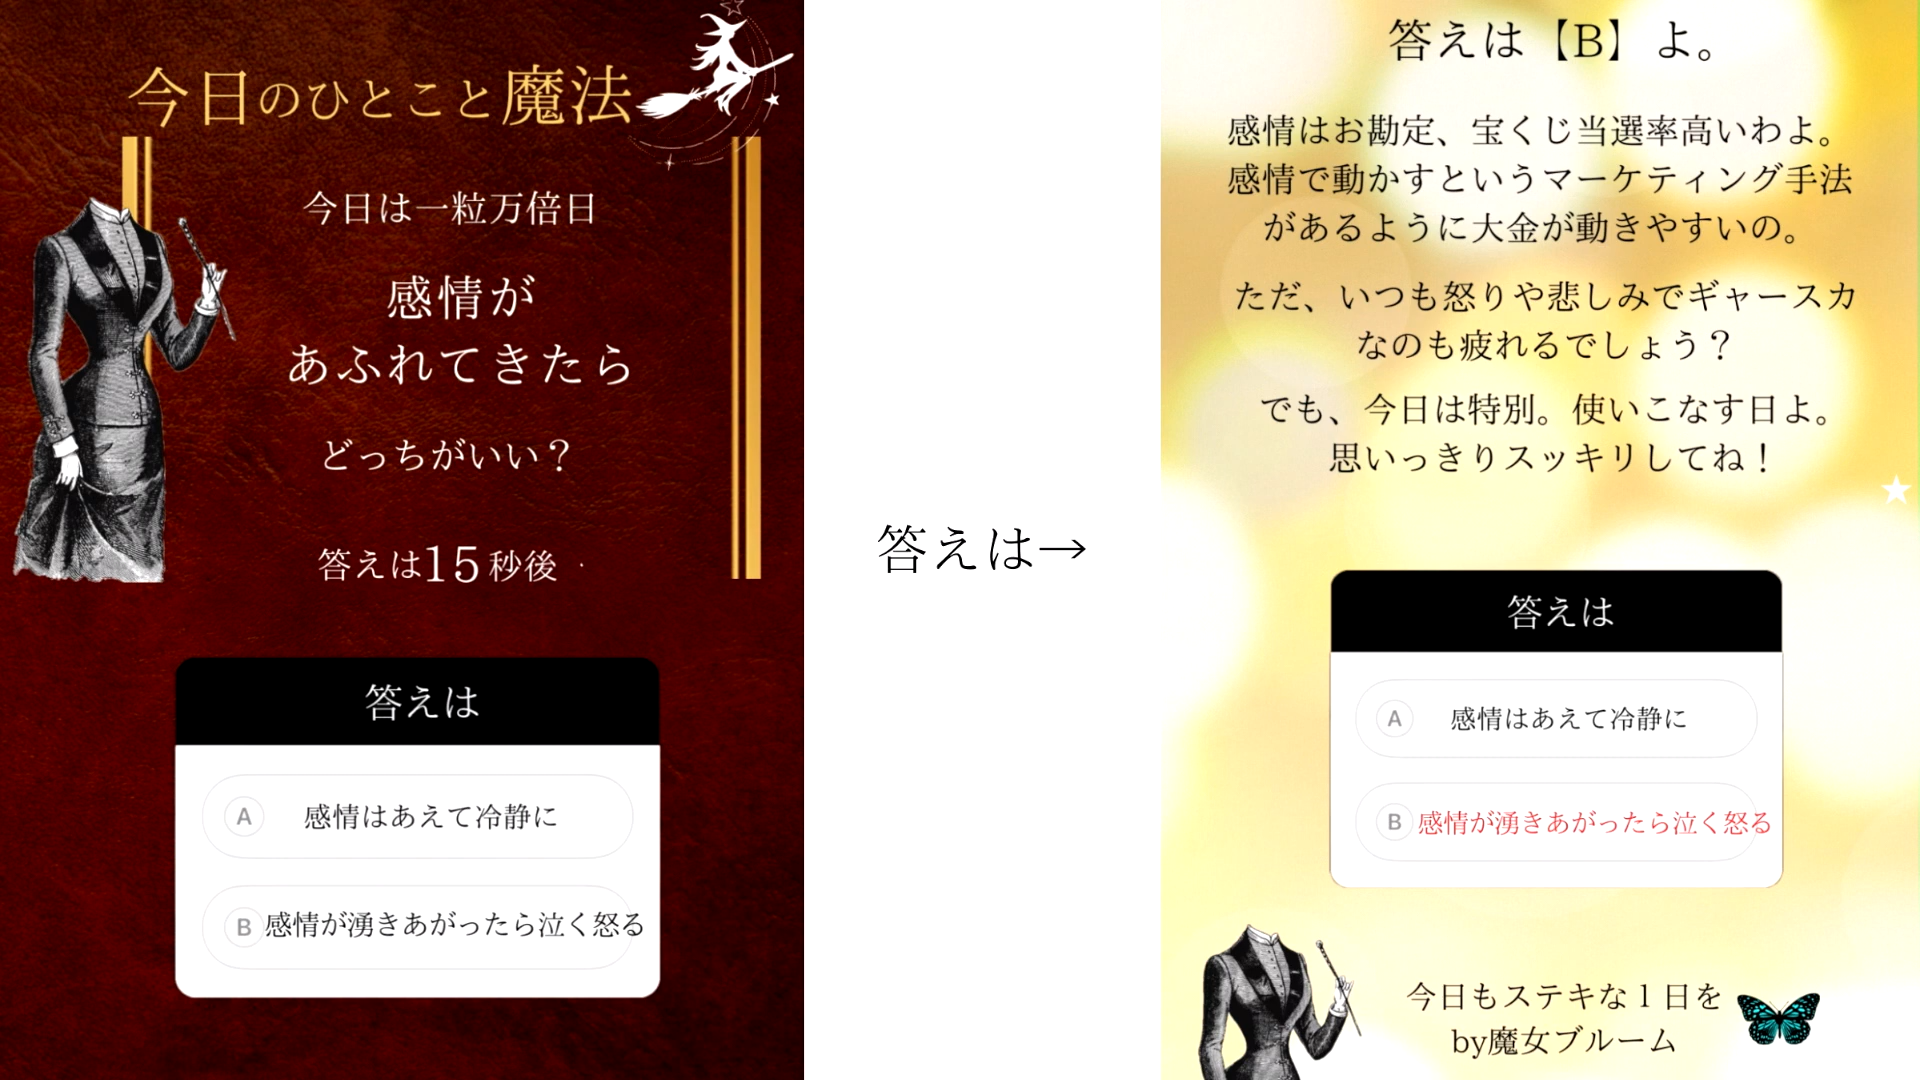 今日のひとこと魔法
今日は一粒万倍日
感情が
あふれてきたら
どっちがいい？
答えは15秒後
答えは
A 感情はあえて冷静に
B 感情が湧きあがったら泣く怒る
答えは→
答えは【B】よ。
感情はお勘定、宝くじ当選率高いわよ。
感情で動かすというマーケティング手法
があるように大金が動きやすいの。
ただ、いつも怒りや悲しみでギャースカ
なのも疲れるでしょう？
でも、今日は特別。使いこなす日よ。
思いっきりスッキリしてね！
答えは
A 感情はあえて冷静に
B 感情が湧きあがったら泣く怒る
今日もステキな１日を
by魔女ブルーム